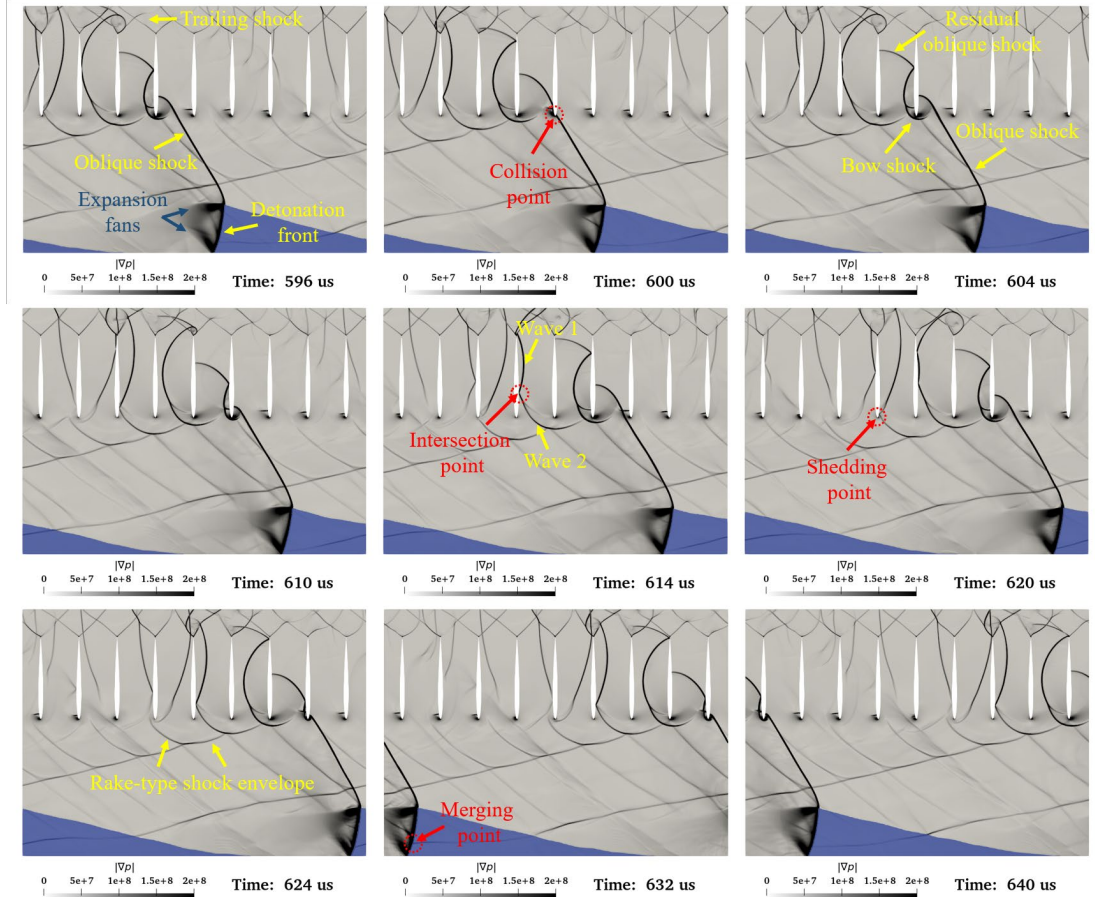 Trailing shock
Oblique shock
Expansion
fans
Detonation
front
|∇p|
0 5e+7 1e+8 1.5e+8 2e+8
Time: 596 us
Collision
point
|∇p|
0 5e+7 1e+8 1.5e+8 2e+8
Time: 600 us
Residual
oblique shock
Oblique shock
Bow shock
|∇p|
0 5e+7 1e+8 1.5e+8 2e+8
Time: 604 us
|∇p|
0 5e+7 1e+8 1.5e+8 2e+8
Time: 610 us
Wave 1
Intersection
point
Wave 2
|∇p|
0 5e+7 1e+8 1.5e+8 2e+8
Time: 614 us
Shedding
point
|∇p|
0 5e+7 1e+8 1.5e+8 2e+8
Time: 620 us
Rake-type shock envelope
|∇p|
0 5e+7 1e+8 1.5e+8 2e+8
Time: 624 us
Merging
point
|∇p|
0 5e+7 1e+8 1.5e+8 2e+8
Time: 632 us
|∇p|
0 5e+7 1e+8 1.5e+8 2e+8
Time: 640 us